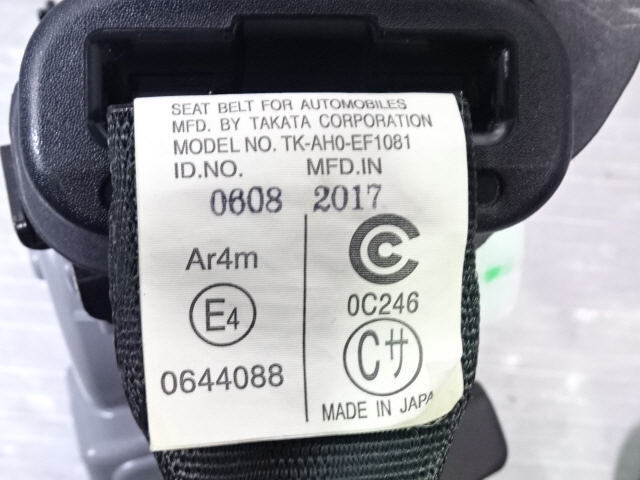 SEAT BELT FOR AUTOMOBILES
MFD. BY TAKATA CORPORATION
MODEL NO. TK-AH0-EF1081
ID.NO. MFD.IN
0608 2017
Ar4m
E4
0644088
CC
0C246
Cサ
MADE IN JAPA